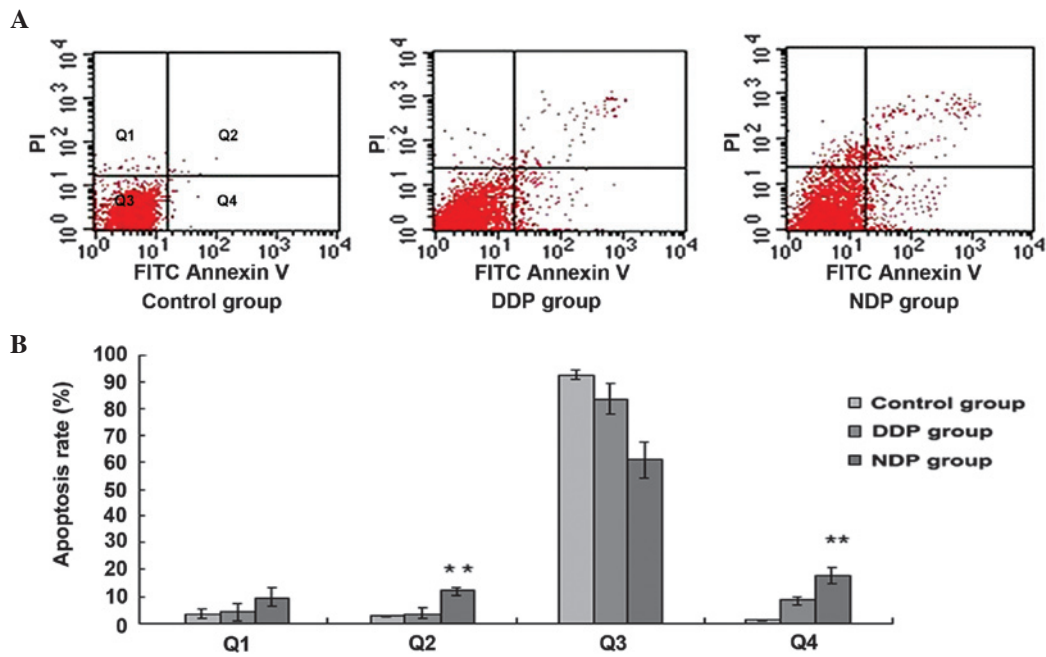 A
PI
10⁴
10³
10²
10¹
10⁰
Q1
Q2
Q3
Q4
10⁰ 10¹ 10² 10³ 10⁴
FITC Annexin V
Control group
PI
10⁴
10³
10²
10¹
10⁰
10⁰ 10¹ 10² 10³ 10⁴
FITC Annexin V
DDP group
PI
10⁴
10³
10²
10¹
10⁰
10⁰ 10¹ 10² 10³ 10⁴
FITC Annexin V
NDP group
B
Apoptosis rate (%)
100
90
80
70
60
50
40
30
20
10
0
**
**
Q1 Q2 Q3 Q4
Control group
DDP group
NDP group